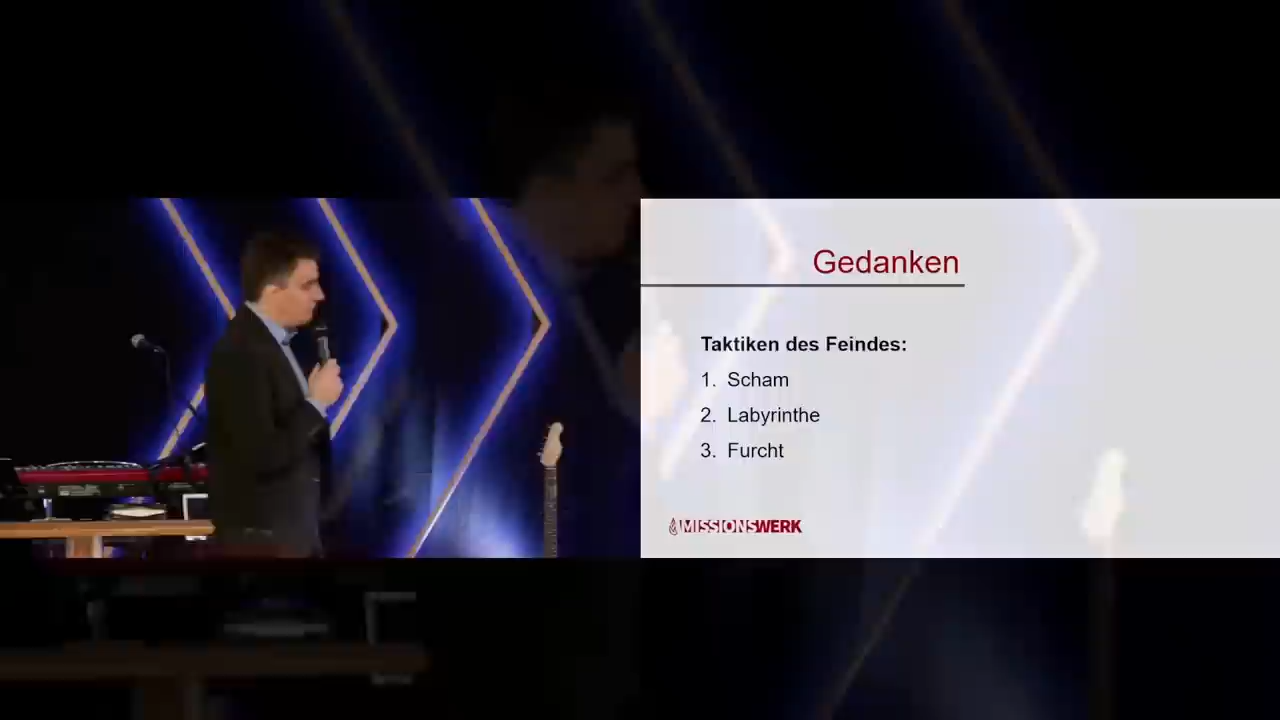 Gedanken
Taktiken des Feindes:
1. Scham
2. Labyrinthe
3. Furcht
MISSIONSWERK